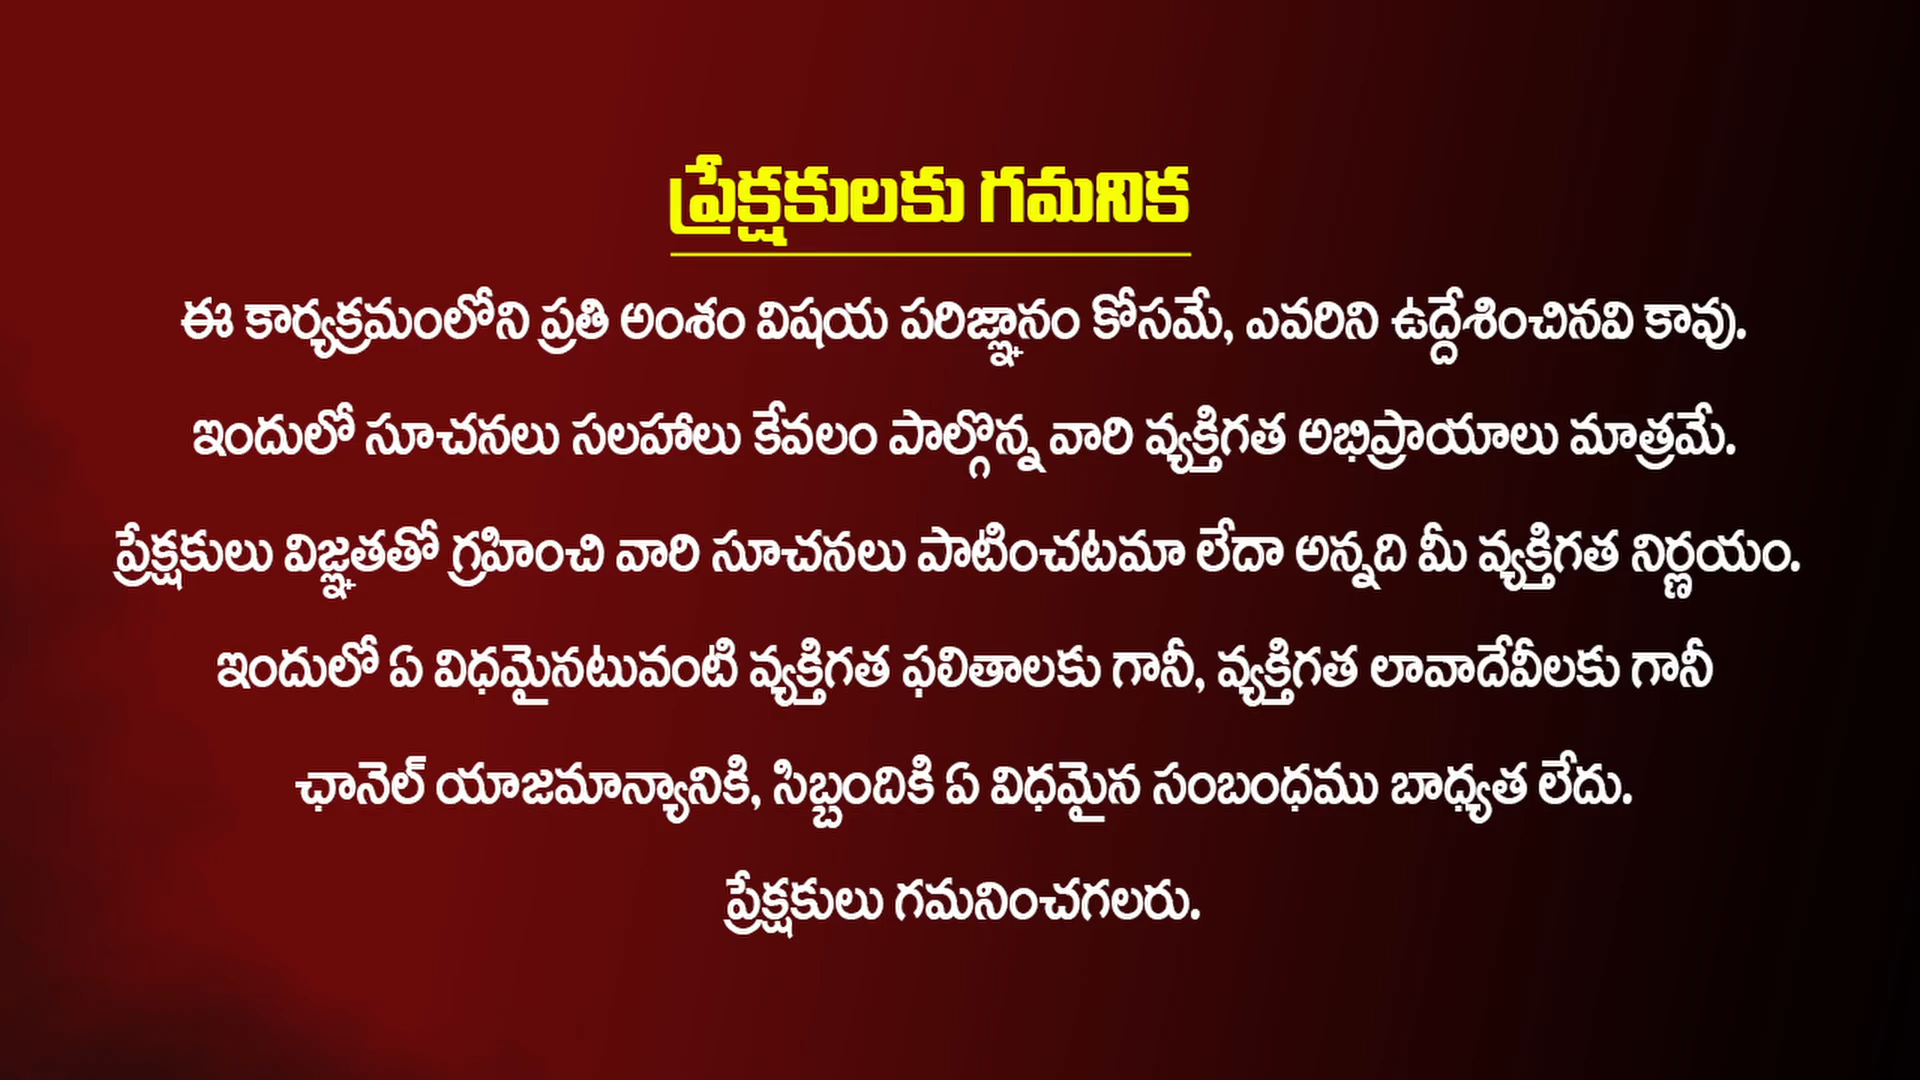 ప్రేక్షకులకు గమనిక
ఈ కార్యక్రమంలోని ప్రతి అంశం విషయ పరిజ్ఞానం కోసమే, ఎవరిని ఉద్దేశించినవి కావు.
ఇందులో సూచనలు సలహాలు కేవలం పాల్గొన్న వారి వ్యక్తిగత అభిప్రాయాలు మాత్రమే.
ప్రేక్షకులు విజ్ఞతతో గ్రహించి వారి సూచనలు పాటించటమా లేదా అన్నది మీ వ్యక్తిగత నిర్ణయం.
ఇందులో ఏ విధమైనటువంటి వ్యక్తిగత ఫలితాలకు గానీ, వ్యక్తిగత లావాదేవీలకు గానీ
ఛానెల్ యాజమాన్యానికి, సిబ్బందికి ఏ విధమైన సంబంధము బాధ్యత లేదు.
ప్రేక్షకులు గమనించగలరు.